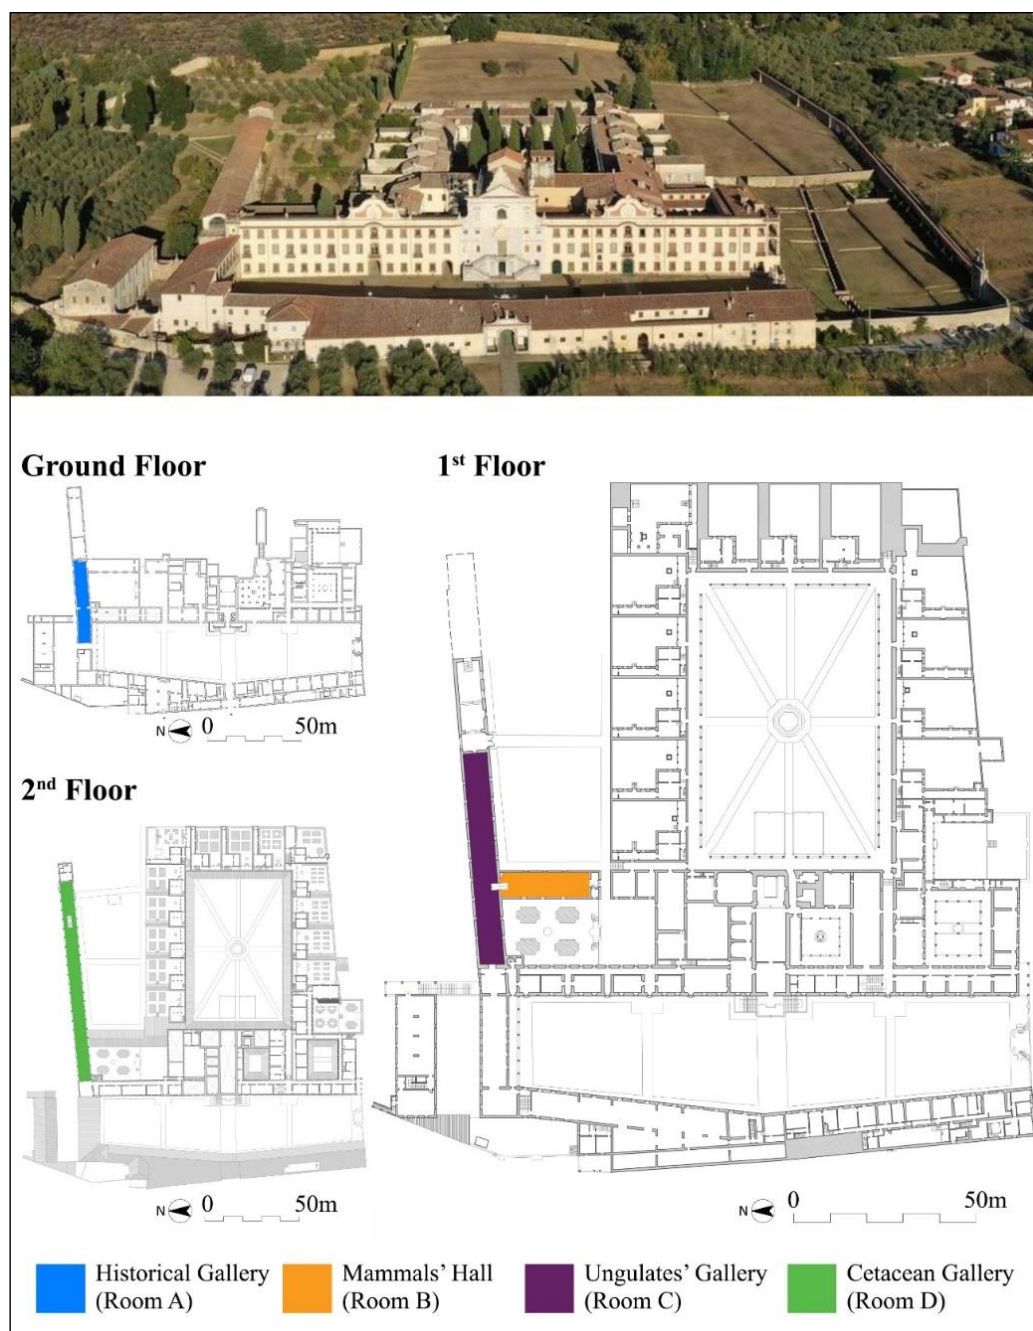 Ground Floor
1st Floor
N 0 50m
2nd Floor
N 0 50m
N 0 50m
Historical Gallery
(Room A)
Mammals' Hall
(Room B)
Ungulates' Gallery
(Room C)
Cetacean Gallery
(Room D)